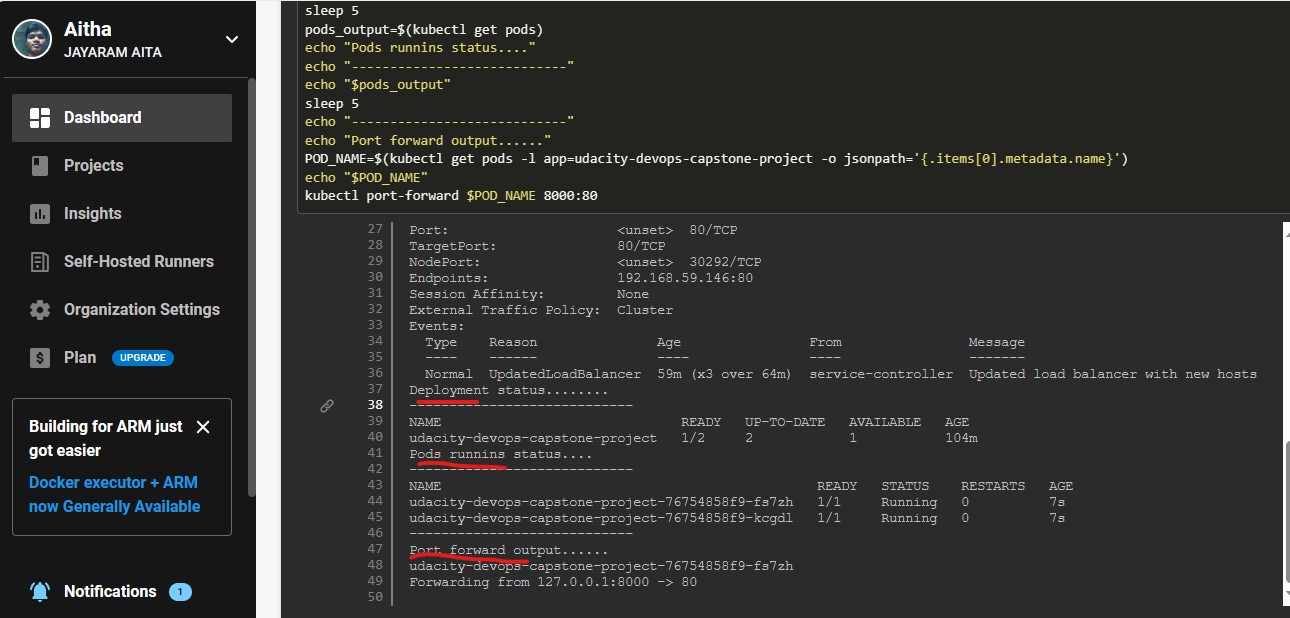 Aitha
JAYARAM AITA
Dashboard
Projects
Insights
Self-Hosted Runners
Organization Settings
Plan UPGRADE
Building for ARM just
got easier
Docker executor + ARM
now Generally Available
Notifications 1
sleep 5
pods_output=$(kubectl get pods)
echo "Pods runnins status...."
echo "---------------------------"
echo "$pods_output"
sleep 5
echo "---------------------------"
echo "Port forward output......"
POD_NAME=$(kubectl get pods -l app=udacity-devops-capstone-project -o jsonpath='{.items[0].metadata.name}')
echo "$POD_NAME"
kubectl port-forward $POD_NAME 8000:80
27 Port: <unset> 80/TCP
28 TargetPort: 80/TCP
29 NodePort: <unset> 30292/TCP
30 Endpoints: 192.168.59.146:80
31 Session Affinity: None
32 External Traffic Policy: Cluster
33 Events:
34 Type Reason Age From Message
35 ---- ------ ---- ---- -------
36 Normal UpdatedLoadBalancer 59m (x3 over 64m) service-controller Updated load balancer with new hosts
37 Deployment status........
38 ----------------------------
39 NAME READY UP-TO-DATE AVAILABLE AGE
40 udacity-devops-capstone-project 1/2 2 1 104m
41 Pods runnins status....
42 ----------------------------
43 NAME READY STATUS RESTARTS AGE
44 udacity-devops-capstone-project-76754858f9-fs7zh 1/1 Running 0 7s
45 udacity-devops-capstone-project-76754858f9-kcgdl 1/1 Running 0 7s
46 ----------------------------
47 Port forward output......
48 udacity-devops-capstone-project-76754858f9-fs7zh
49 Forwarding from 127.0.0.1:8000 -> 80
50